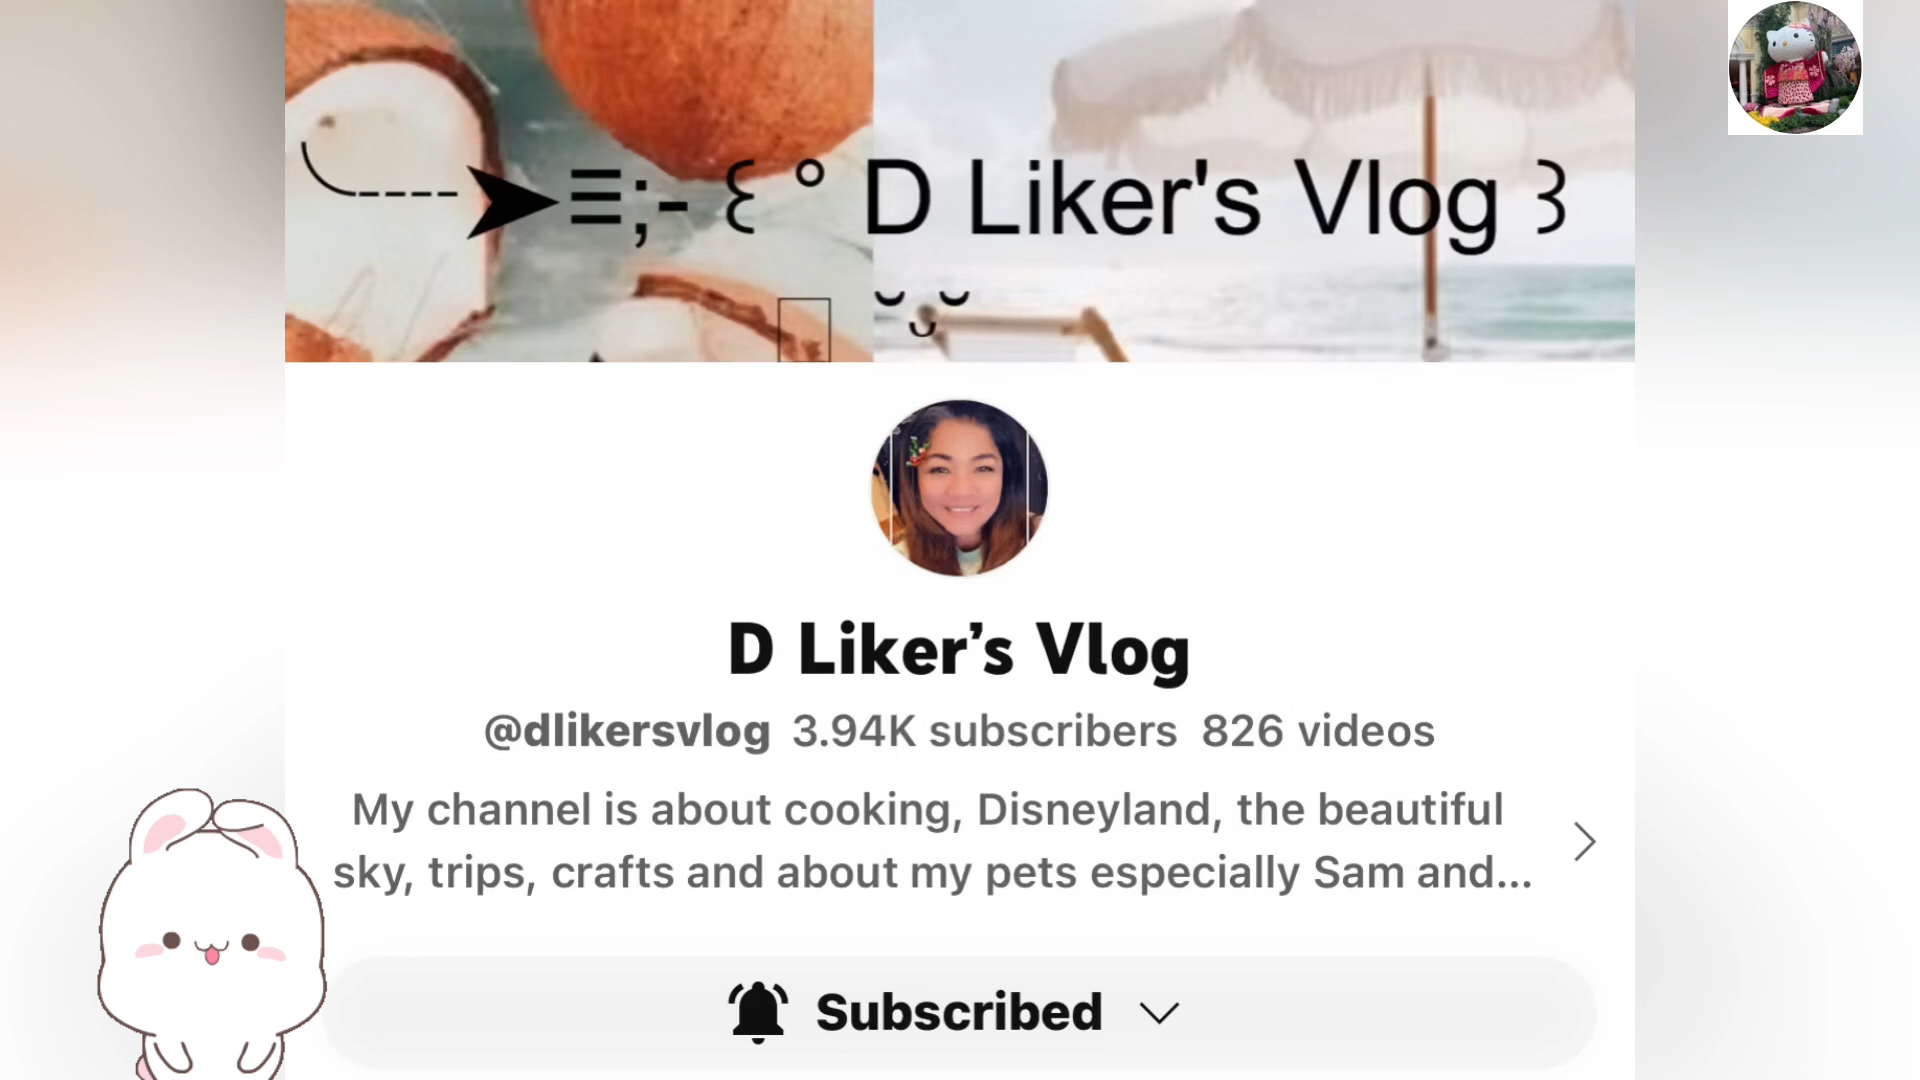 ╰----➤≡;- ꒰ ° D Liker's Vlog ꒱
□ ˘ ͜ ˘
D Liker’s Vlog
@dlikersvlog 3.94K subscribers 826 videos
My channel is about cooking, Disneyland, the beautiful
sky, trips, crafts and about my pets especially Sam and...
Subscribed